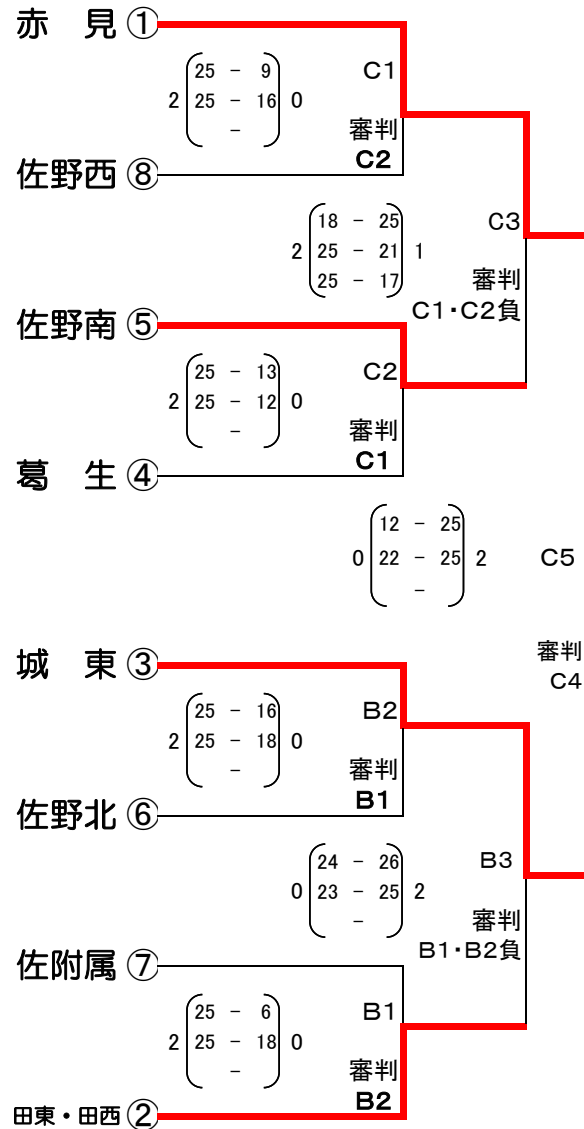 赤　見 ①
25 - 9 C1
2 25 - 16 0
- 審判
C2
佐野西 ⑧
18 - 25 C3
2 25 - 21 1
25 - 17 審判
C1・C2負
佐野南 ⑤
25 - 13 C2
2 25 - 12 0
- 審判
C1
葛　生 ④
12 - 25
0 22 - 25 2 C5
-
城　東 ③
審判
C4
25 - 16 B2
2 25 - 18 0
- 審判
B1
佐野北 ⑥
24 - 26 B3
0 23 - 25 2
- 審判
B1・B2負
佐附属 ⑦
25 - 6 B1
2 25 - 18 0
- 審判
B2
田東・田西 ②